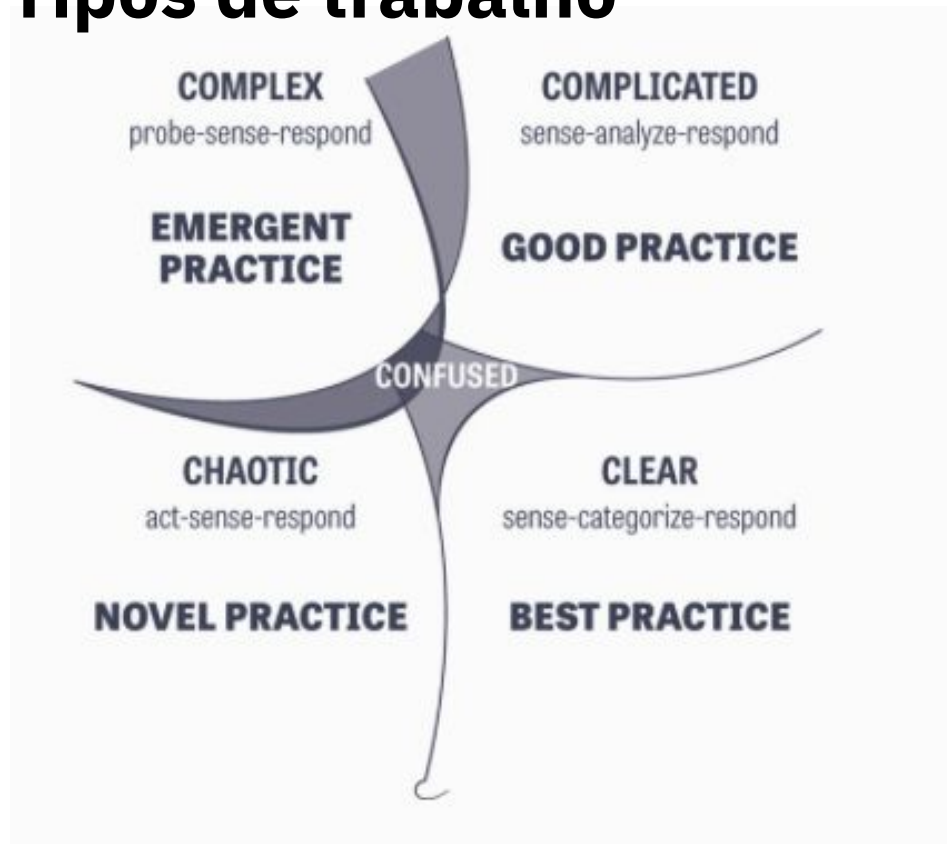 Tipos de trabalho
COMPLEX
probe-sense-respond
EMERGENT
PRACTICE
COMPLICATED
sense-analyze-respond
GOOD PRACTICE
CONFUSED
CHAOTIC
act-sense-respond
NOVEL PRACTICE
CLEAR
sense-categorize-respond
BEST PRACTICE